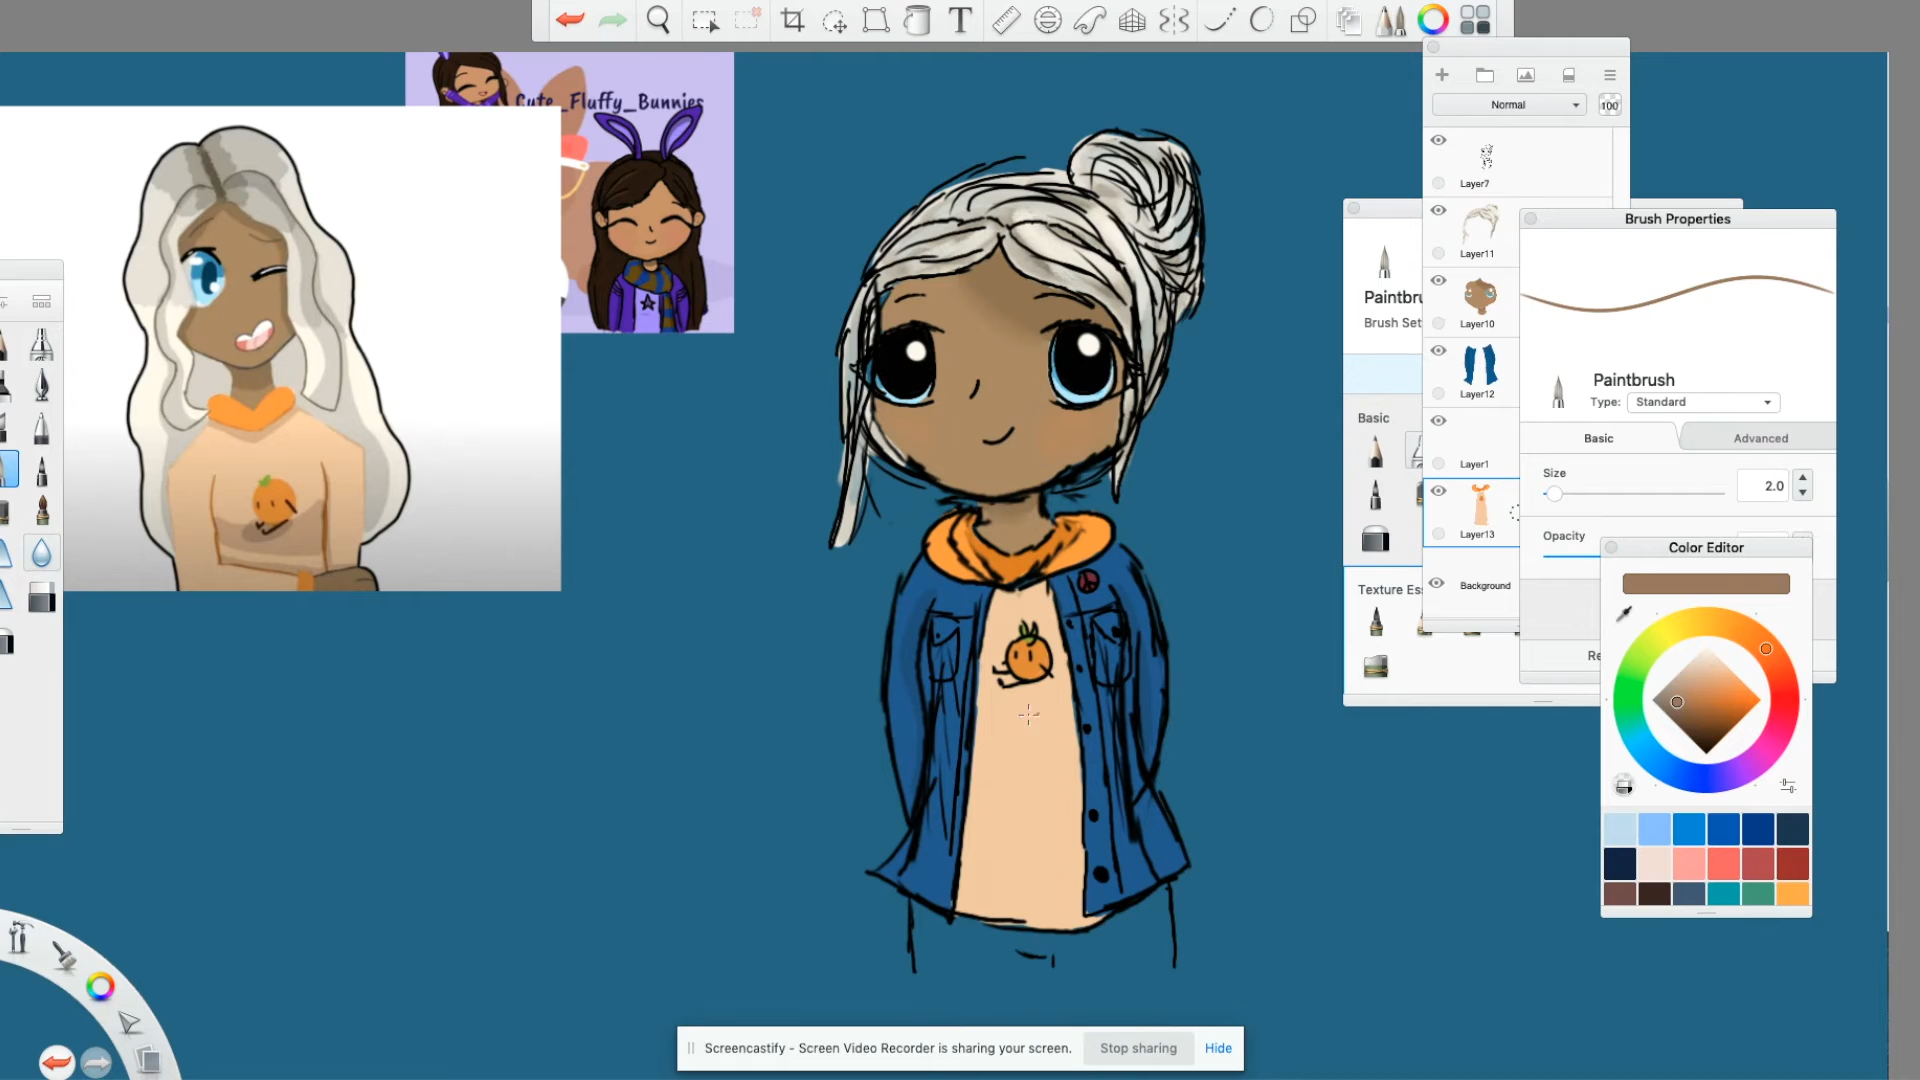 T
Cute_Fluffy_Bunnies
Normal
100
Layer7
Layer11
Layer10
Layer12
Layer1
Layer13
Background
Paintbru
Brush Set
Basic
Texture Ess
Brush Properties
Paintbrush
Type: Standard
Basic
Advanced
Size
2.0
Opacity
Re
Color Editor
Screencastify - Screen Video Recorder is sharing your screen.
Stop sharing
Hide